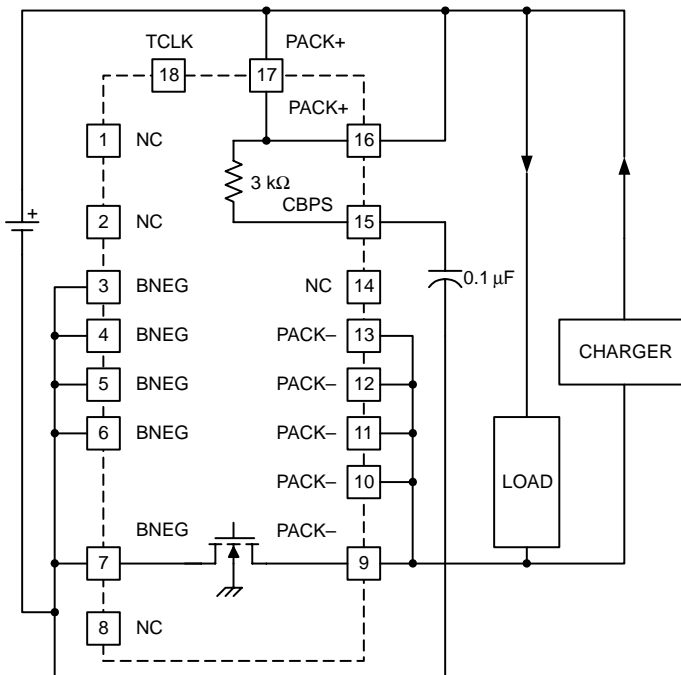 TCLK
PACK+
18
17
PACK+
1
NC
16
3 kΩ
CBPS
+
2
NC
15
3
BNEG
NC
14
0.1 µF
4
BNEG
PACK–
13
CHARGER
5
BNEG
PACK–
12
6
BNEG
PACK–
11
PACK–
10
LOAD
BNEG
PACK–
7
9
8
NC